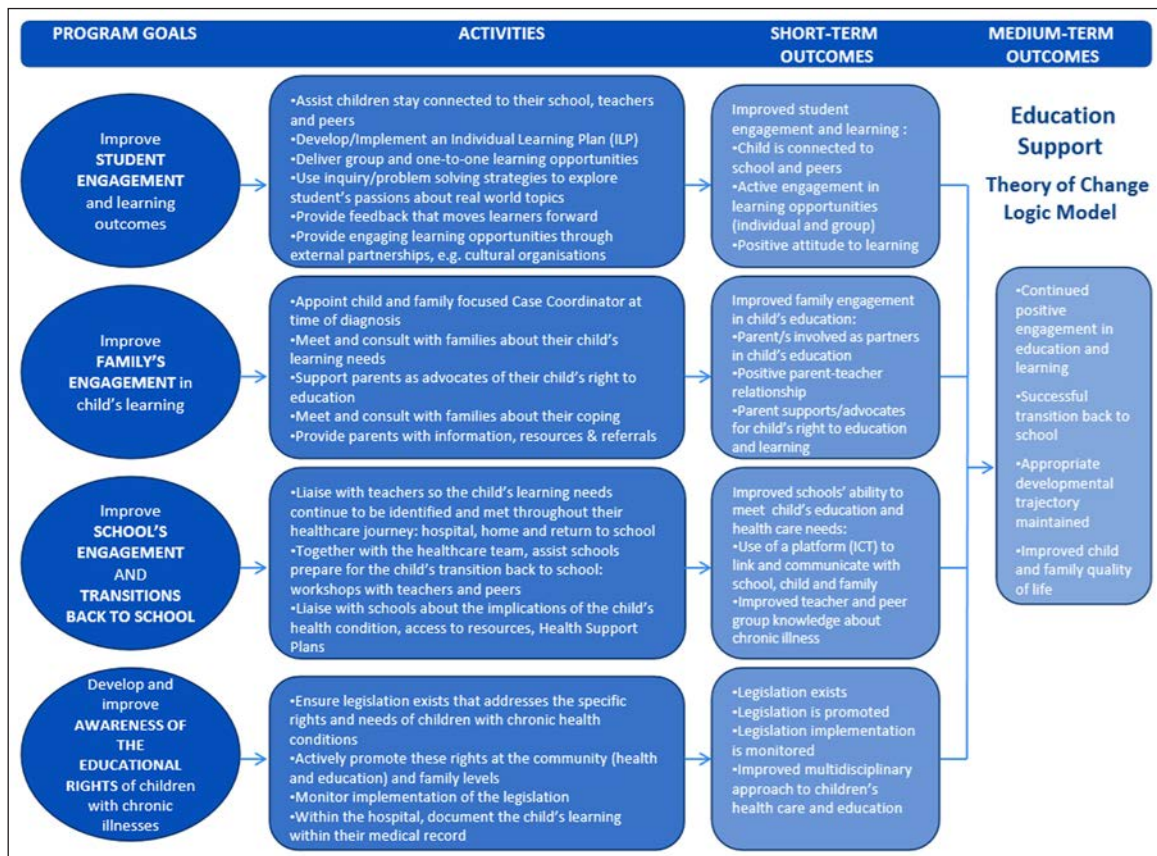 PROGRAM GOALS
ACTIVITIES
SHORT-TERM
OUTCOMES
MEDIUM-TERM
OUTCOMES
Improve
STUDENT
ENGAGEMENT
and learning
outcomes
•Assist children stay connected to their school, teachers
and peers
•Develop/Implement an Individual Learning Plan (ILP)
•Deliver group and one-to-one learning opportunities
•Use inquiry/problem solving strategies to explore
student's passions about real world topics
•Provide feedback that moves learners forward
•Provide engaging learning opportunities through
external partnerships, e.g. cultural organisations
Improved student
engagement and learning :
•Child is connected to
school and peers
•Active engagement in
learning opportunities
(individual and group)
•Positive attitude to learning
Education
Support
Theory of Change
Logic Model
Improve
FAMILY'S
ENGAGEMENT in
child's learning
•Appoint child and family focused Case Coordinator at
time of diagnosis
•Meet and consult with families about their child's
learning needs
•Support parents as advocates of their child's right to
education
•Meet and consult with families about their coping
•Provide parents with information, resources & referrals
Improved family engagement
in child's education:
•Parent/s involved as partners
in child's education
•Positive parent-teacher
relationship
•Parent supports/advocates
for child's right to education
and learning
•Continued
positive
engagement in
education and
learning
•Successful
transition back to
school
•Appropriate
developmental
trajectory
maintained
•Improved child
and family quality
of life
Improve
SCHOOL'S
ENGAGEMENT
AND
TRANSITIONS
BACK TO SCHOOL
•Liaise with teachers so the child's learning needs
continue to be identified and met throughout their
healthcare journey: hospital, home and return to school
•Together with the healthcare team, assist schools
prepare for the child's transition back to school:
workshops with teachers and peers
•Liaise with schools about the implications of the child's
health condition, access to resources, Health Support
Plans
Improved schools' ability to
meet child's education and
health care needs:
•Use of a platform (ICT) to
link and communicate with
school, child and family
•Improved teacher and peer
group knowledge about
chronic illness
Develop and
improve
AWARENESS OF
THE
EDUCATIONAL
RIGHTS of children
with chronic
illnesses
•Ensure legislation exists that addresses the specific
rights and needs of children with chronic health
conditions
•Actively promote these rights at the community (health
and education) and family levels
•Monitor implementation of the legislation
•Within the hospital, document the child's learning
within their medical record
•Legislation exists
•Legislation is promoted
•Legislation implementation
is monitored
•Improved multidisciplinary
approach to children's
health care and education